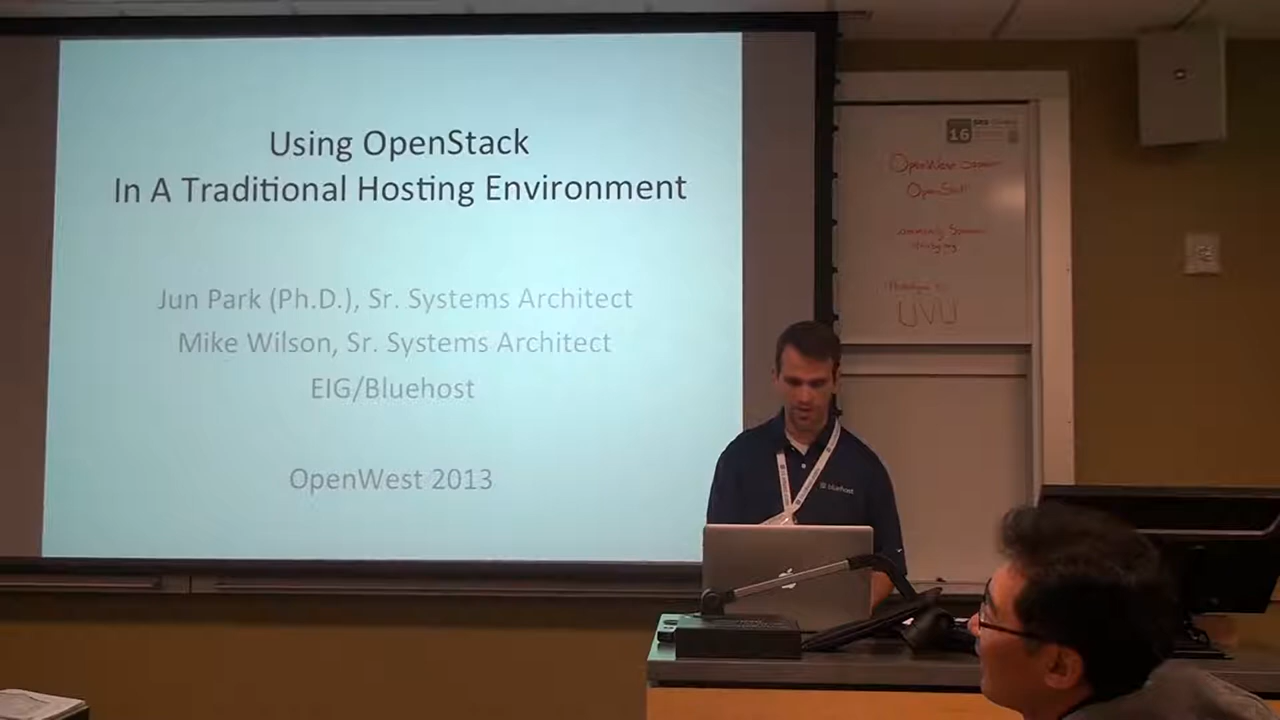 Using OpenStack
In A Traditional Hosting Environment
Jun Park (Ph.D.), Sr. Systems Architect
Mike Wilson, Sr. Systems Architect
EIG/Bluehost
OpenWest 2013
16
OpenStack
UVU
bluehost